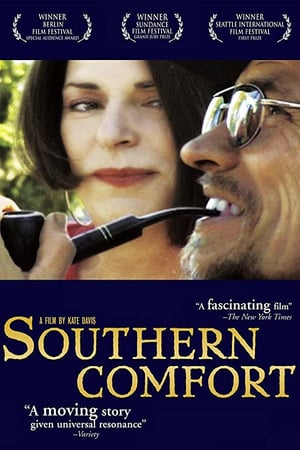 WINNER
BERLIN
FILM FESTIVAL
SPECIAL AUDIENCE AWARD
WINNER
SUNDANCE
FILM FESTIVAL
GRAND JURY PRIZE
WINNER
SEATTLE INTERNATIONAL
FILM FESTIVAL
FIRST PRIZE
"A fascinating film"
–The New York Times
A FILM BY KATE DAVIS
SOUTHERN
COMFORT
"A moving story
given universal resonance"
–Variety